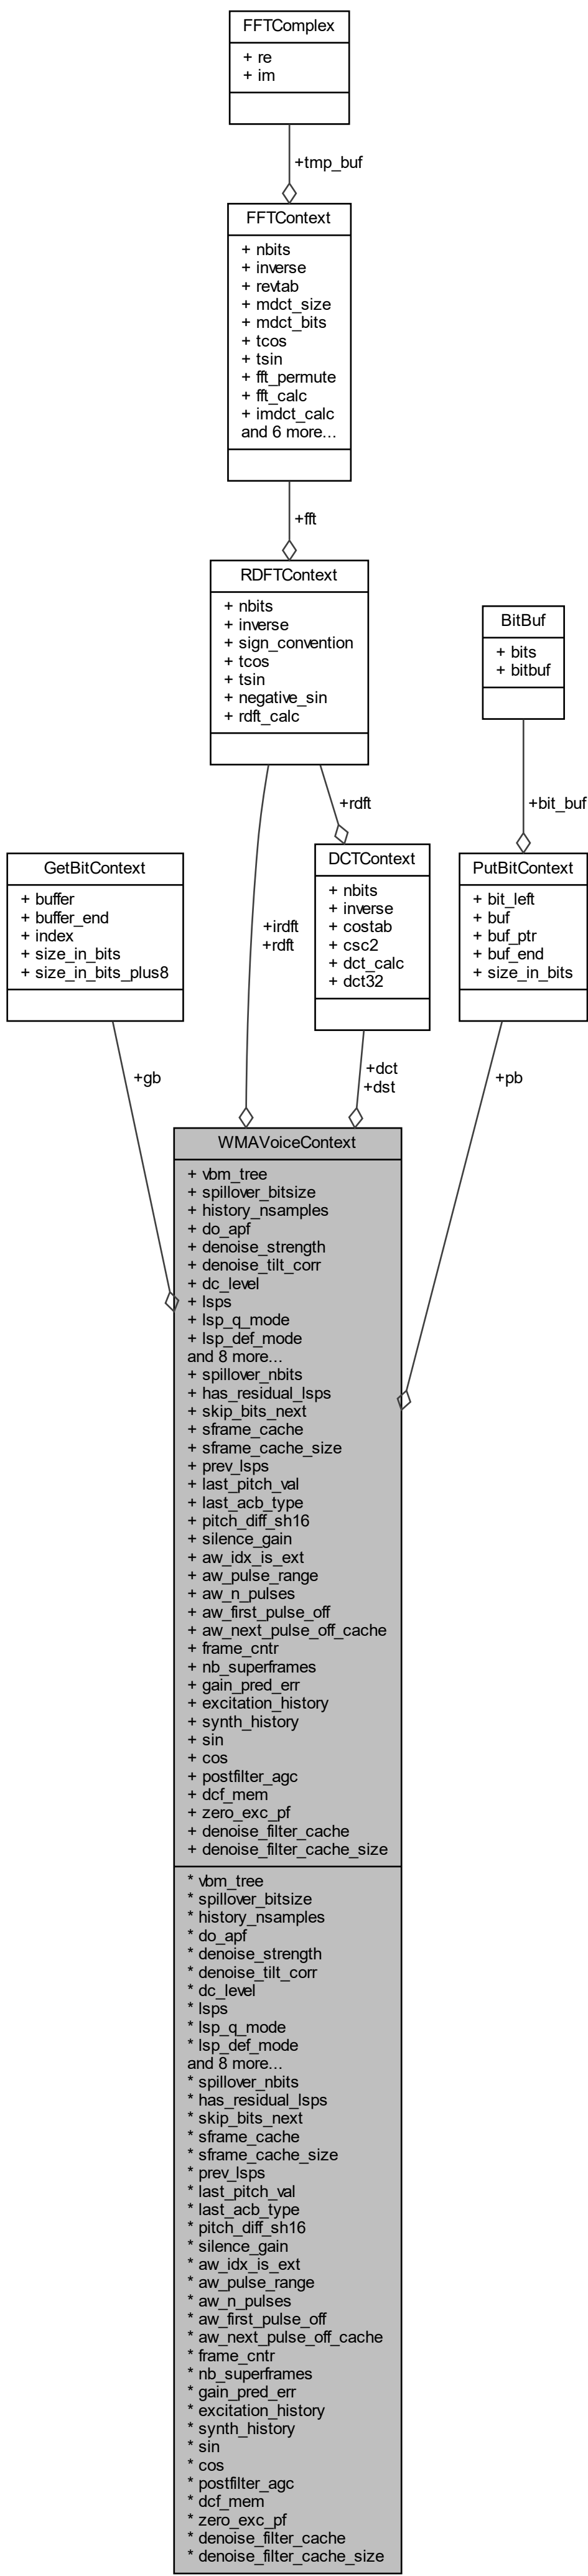 FFTComplex
+ re
+ im
+tmp_buf
FFTContext
+ nbits
+ inverse
+ revtab
+ mdct_size
+ mdct_bits
+ tcos
+ tsin
+ fft_permute
+ fft_calc
+ imdct_calc
and 6 more...
+fft
RDFTContext
+ nbits
+ inverse
+ sign_convention
+ tcos
+ tsin
+ negative_sin
+ rdft_calc
BitBuf
+ bits
+ bitbuf
+rdft
+bit_buf
GetBitContext
+ buffer
+ buffer_end
+ index
+ size_in_bits
+ size_in_bits_plus8
+irdft
+rdft
DCTContext
+ nbits
+ inverse
+ costab
+ csc2
+ dct_calc
+ dct32
PutBitContext
+ bit_left
+ buf
+ buf_ptr
+ buf_end
+ size_in_bits
+gb
+dct
+dst
+pb
WMAVoiceContext
+ vbm_tree
+ spillover_bitsize
+ history_nsamples
+ do_apf
+ denoise_strength
+ denoise_tilt_corr
+ dc_level
+ lsps
+ lsp_q_mode
+ lsp_def_mode
and 8 more...
+ spillover_nbits
+ has_residual_lsps
+ skip_bits_next
+ sframe_cache
+ sframe_cache_size
+ prev_lsps
+ last_pitch_val
+ last_acb_type
+ pitch_diff_sh16
+ silence_gain
+ aw_idx_is_ext
+ aw_pulse_range
+ aw_n_pulses
+ aw_first_pulse_off
+ aw_next_pulse_off_cache
+ frame_cntr
+ nb_superframes
+ gain_pred_err
+ excitation_history
+ synth_history
+ sin
+ cos
+ postfilter_agc
+ dcf_mem
+ zero_exc_pf
+ denoise_filter_cache
+ denoise_filter_cache_size
* vbm_tree
* spillover_bitsize
* history_nsamples
* do_apf
* denoise_strength
* denoise_tilt_corr
* dc_level
* lsps
* lsp_q_mode
* lsp_def_mode
and 8 more...
* spillover_nbits
* has_residual_lsps
* skip_bits_next
* sframe_cache
* sframe_cache_size
* prev_lsps
* last_pitch_val
* last_acb_type
* pitch_diff_sh16
* silence_gain
* aw_idx_is_ext
* aw_pulse_range
* aw_n_pulses
* aw_first_pulse_off
* aw_next_pulse_off_cache
* frame_cntr
* nb_superframes
* gain_pred_err
* excitation_history
* synth_history
* sin
* cos
* postfilter_agc
* dcf_mem
* zero_exc_pf
* denoise_filter_cache
* denoise_filter_cache_size